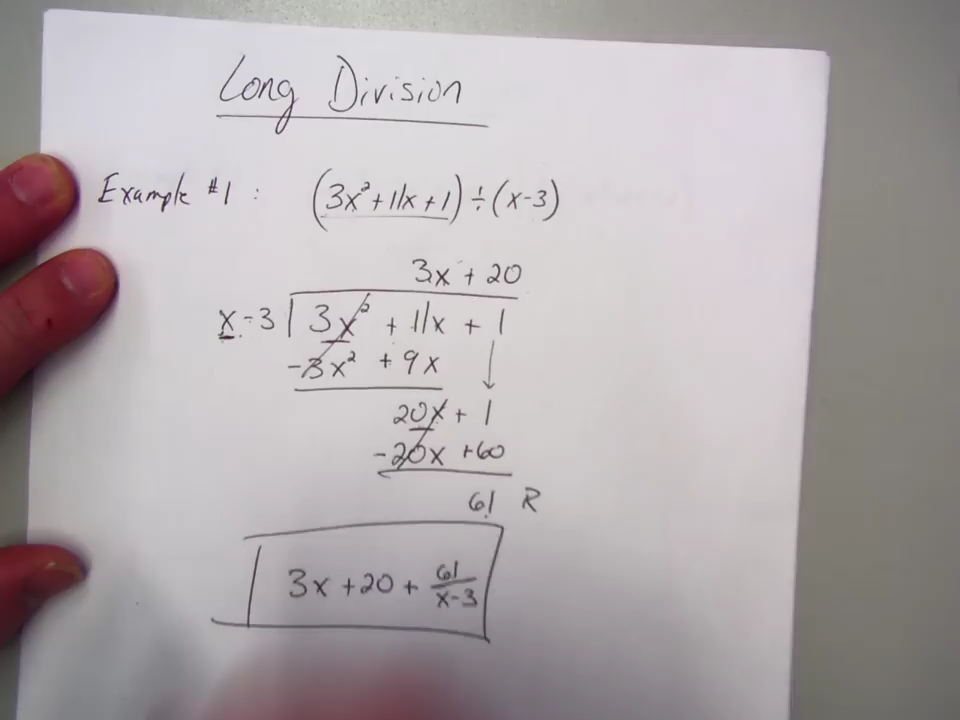 Long Division
Example #1 : (3x² + 11x + 1) ÷ (x - 3)
3x + 20
x - 3 | 3x² + 11x + 1
-3x² + 9x
20x + 1
-20x + 60
61 R
3x + 20 + 61/(x-3)